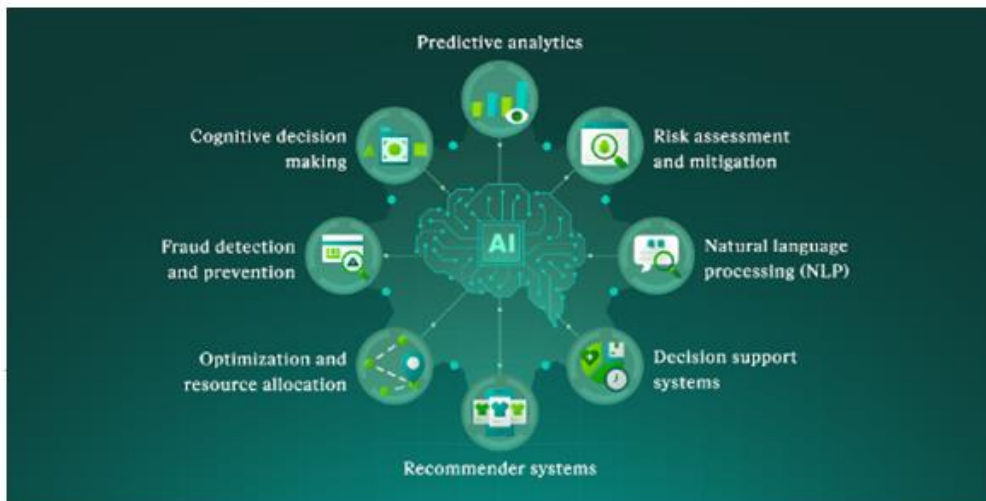 Predictive analytics
Cognitive decision
making
Risk assessment
and mitigation
Fraud detection
and prevention
AI
Natural language
processing (NLP)
Optimization and
resource allocation
Decision support
systems
Recommender systems